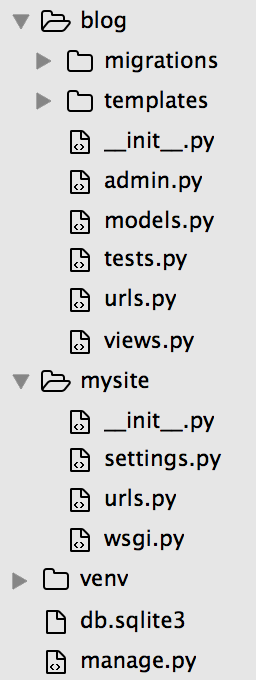 blog
migrations
templates
__init__.py
admin.py
models.py
tests.py
urls.py
views.py
mysite
__init__.py
settings.py
urls.py
wsgi.py
venv
db.sqlite3
manage.py